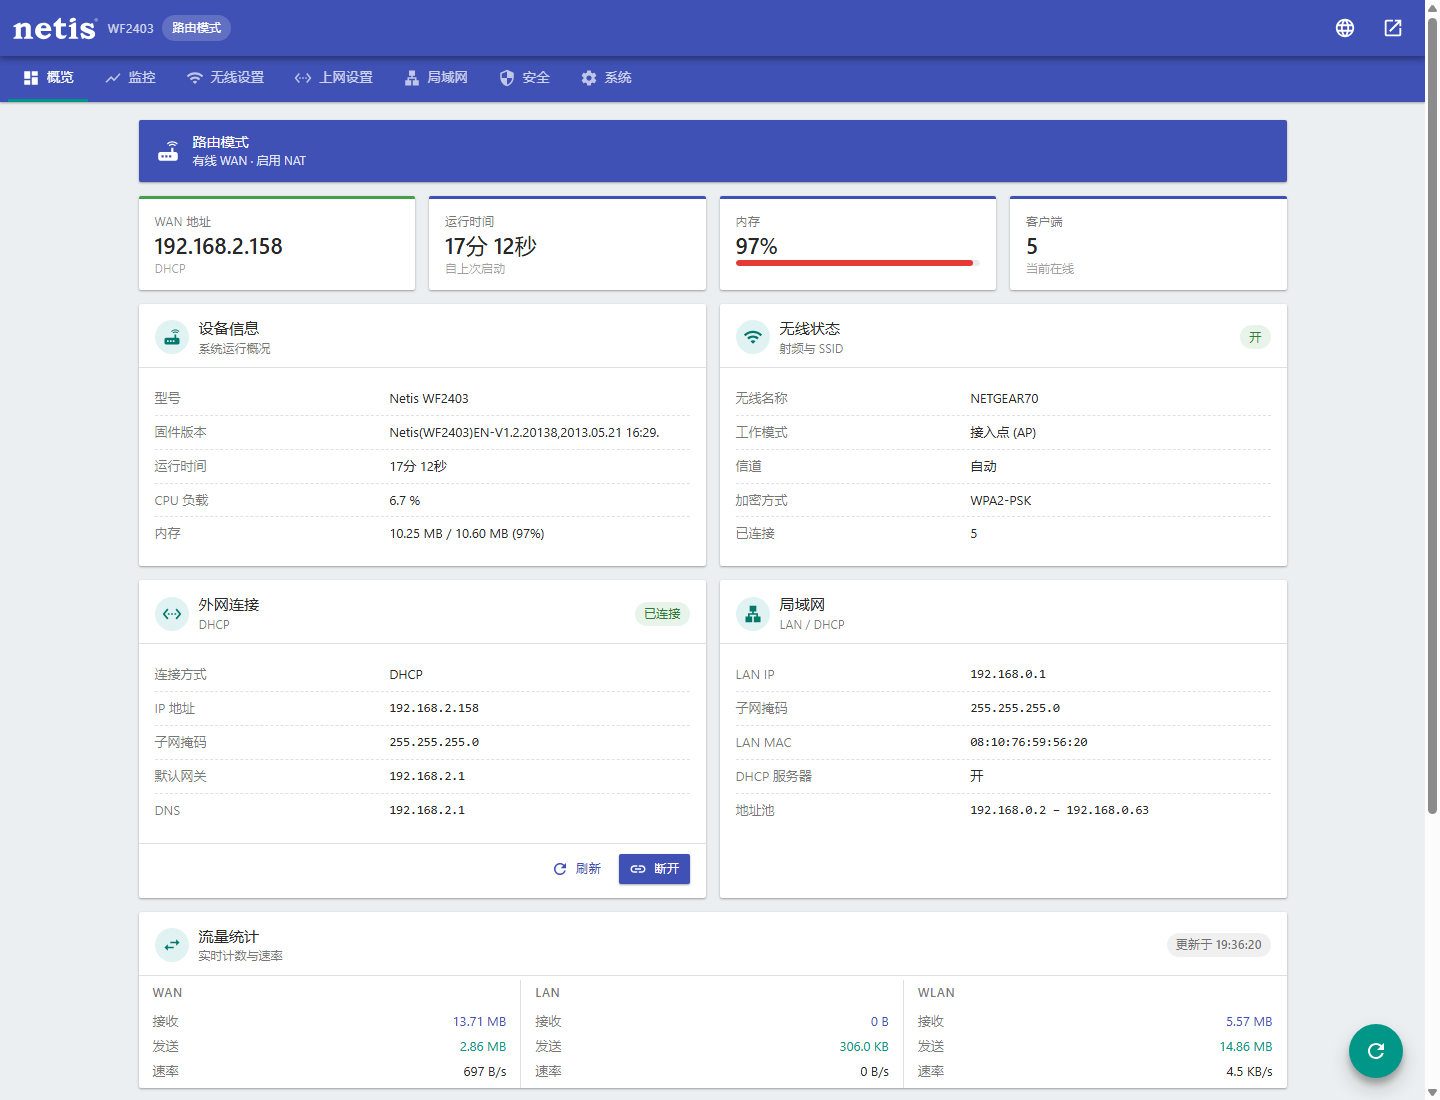 netis WF2403 路由模式
概览 监控 无线设置 上网设置 局域网 安全 系统
路由模式
有线 WAN · 启用 NAT
WAN 地址
192.168.2.158
DHCP
运行时间
17分 12秒
自上次启动
内存
97%
客户端
5
当前在线
设备信息
系统运行概况
型号 Netis WF2403
固件版本 Netis(WF2403)EN-V1.2.20138,2013.05.21 16:29.
运行时间 17分 12秒
CPU 负载 6.7 %
内存 10.25 MB / 10.60 MB (97%)
无线状态
射频与 SSID
开
无线名称 NETGEAR70
工作模式 接入点 (AP)
信道 自动
加密方式 WPA2-PSK
已连接 5
外网连接
DHCP
已连接
连接方式 DHCP
IP 地址 192.168.2.158
子网掩码 255.255.255.0
默认网关 192.168.2.1
DNS 192.168.2.1
刷新 断开
局域网
LAN / DHCP
LAN IP 192.168.0.1
子网掩码 255.255.255.0
LAN MAC 08:10:76:59:56:20
DHCP 服务器 开
地址池 192.168.0.2 – 192.168.0.63
流量统计
实时计数与速率
更新于 19:36:20
WAN
接收 13.71 MB
发送 2.86 MB
速率 697 B/s
LAN
接收 0 B
发送 306.0 KB
速率 0 B/s
WLAN
接收 5.57 MB
发送 14.86 MB
速率 4.5 KB/s